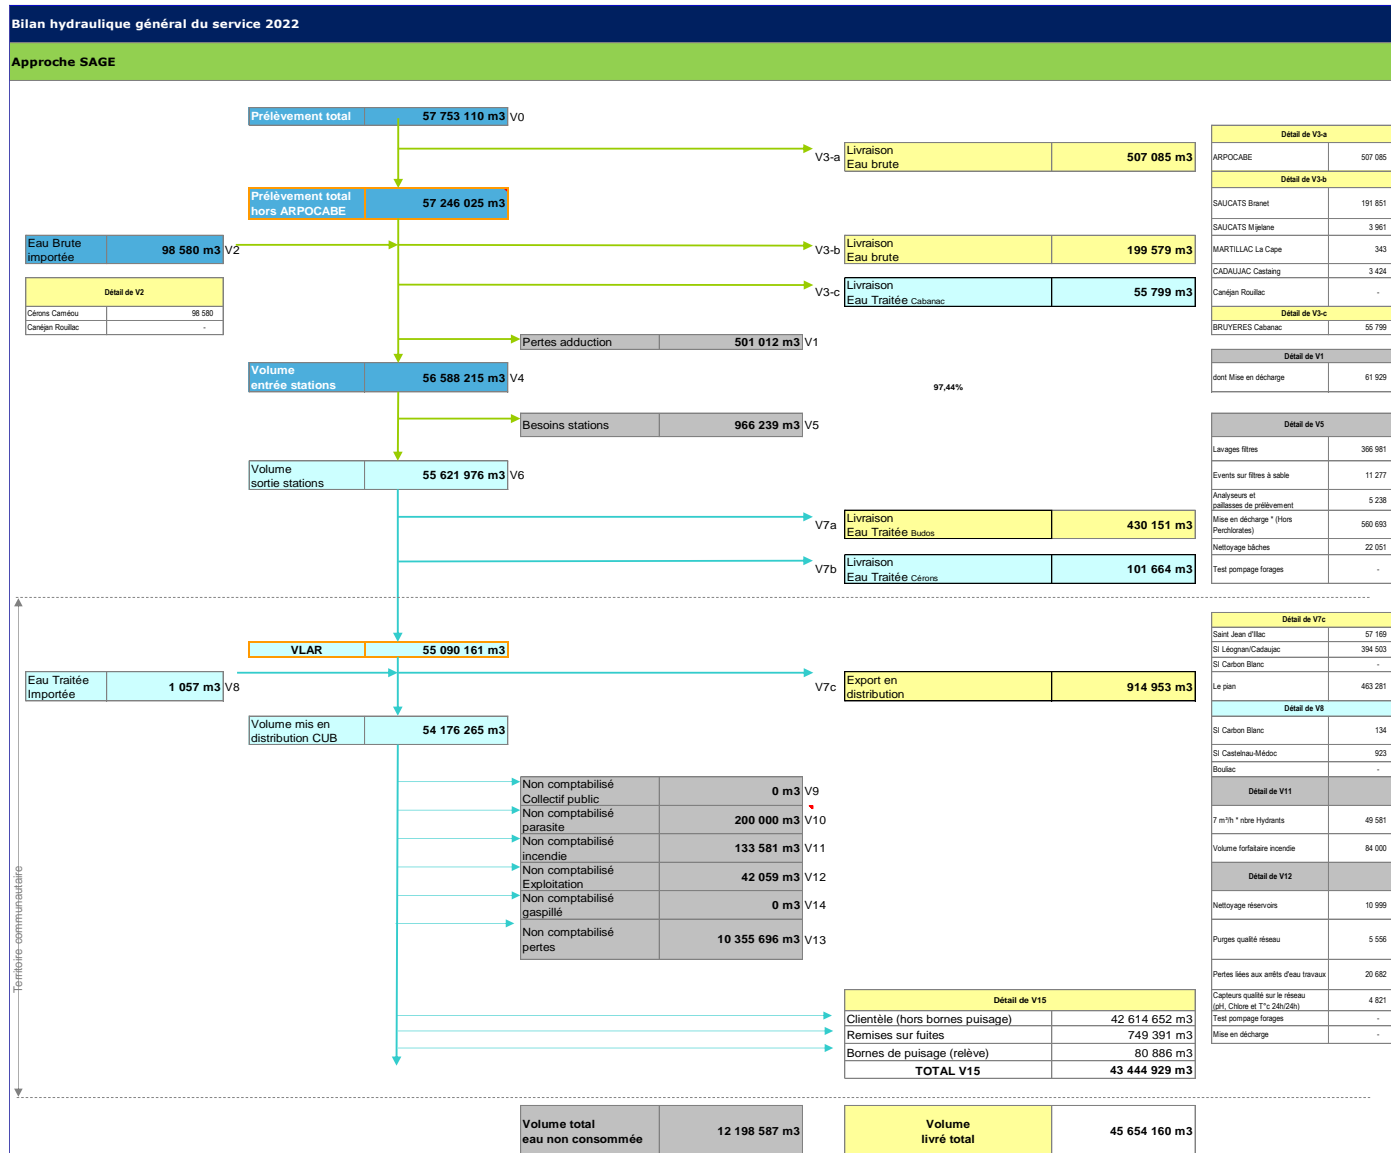 Bilan hydraulique général du service 2022
Approche SAGE
Prélèvement total 57 753 110 m3 V0
V3-a Livraison
Eau brute 507 085 m3
Prélèvement total
hors ARPOCABE 57 246 025 m3
Eau Brute
importée 98 580 m3 V2
V3-b Livraison
Eau brute 199 579 m3
Détail de V2
Cérons Caméou 98 580
Canéjan Rouillac -
V3-c Livraison
Eau Traitée Cabanac 55 799 m3
Pertes adduction 501 012 m3 V1
Volume
entrée stations 56 588 215 m3 V4
97,44%
Besoins stations 966 239 m3 V5
Volume
sortie stations 55 621 976 m3 V6
V7a Livraison
Eau Traitée Budos 430 151 m3
V7b Livraison
Eau Traitée Cérons 101 664 m3
VLAR 55 090 161 m3
Eau Traitée
Importée 1 057 m3 V8
V7c Export en
distribution 914 953 m3
Volume mis en
distribution CUB 54 176 265 m3
Non comptabilisé
Collectif public 0 m3 V9
Non comptabilisé
parasite 200 000 m3 V10
Non comptabilisé
incendie 133 581 m3 V11
Non comptabilisé
Exploitation 42 059 m3 V12
Non comptabilisé
gaspillé 0 m3 V14
Non comptabilisé
pertes 10 355 696 m3 V13
Territoire communautaire
Détail de V15
Clientèle (hors bornes puisage) 42 614 652 m3
Remises sur fuites 749 391 m3
Bornes de puisage (relève) 80 886 m3
TOTAL V15 43 444 929 m3
Volume total
eau non consommée 12 198 587 m3
Volume
livré total 45 654 160 m3
Détail de V3-a
ARPOCABE 507 085
Détail de V3-b
SAUCATS Branet 191 851
SAUCATS Mijelane 3 961
MARTILLAC La Cape 343
CADAUJAC Castaing 3 424
Canéjan Rouillac -
Détail de V3-c
BRUYERES Cabanac 55 799
Détail de V1
dont Mise en décharge 61 929
Détail de V5
Lavages filtres 366 981
Events sur filtres à sable 11 277
Analyseurs et
paillasses de prélèvement 5 238
Mise en décharge * (Hors
Perchlorates) 560 693
Nettoyage bâches 22 051
Test pompage forages -
Détail de V7c
Saint Jean d'Illac 57 169
SI Léognan/Cadaujac 394 503
SI Carbon Blanc -
Le pian 463 281
Détail de V8
SI Carbon Blanc 134
SI Castelnau-Médoc 923
Bouliac -
Détail de V11
7 m³/h * nbre Hydrants 49 581
Volume forfaitaire incendie 84 000
Détail de V12
Nettoyage réservoirs 10 999
Purges qualité réseau 5 556
Pertes liées aux arrêts d'eau travaux 20 682
Capteurs qualité sur le réseau
(pH, Chlore et T°c 24h/24h) 4 821
Test pompage forages -
Mise en décharge -